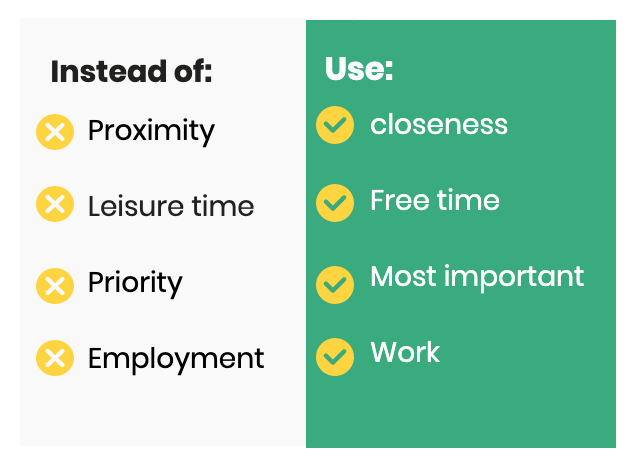 Instead of:
Proximity
Leisure time
Priority
Employment
Use:
closeness
Free time
Most important
Work